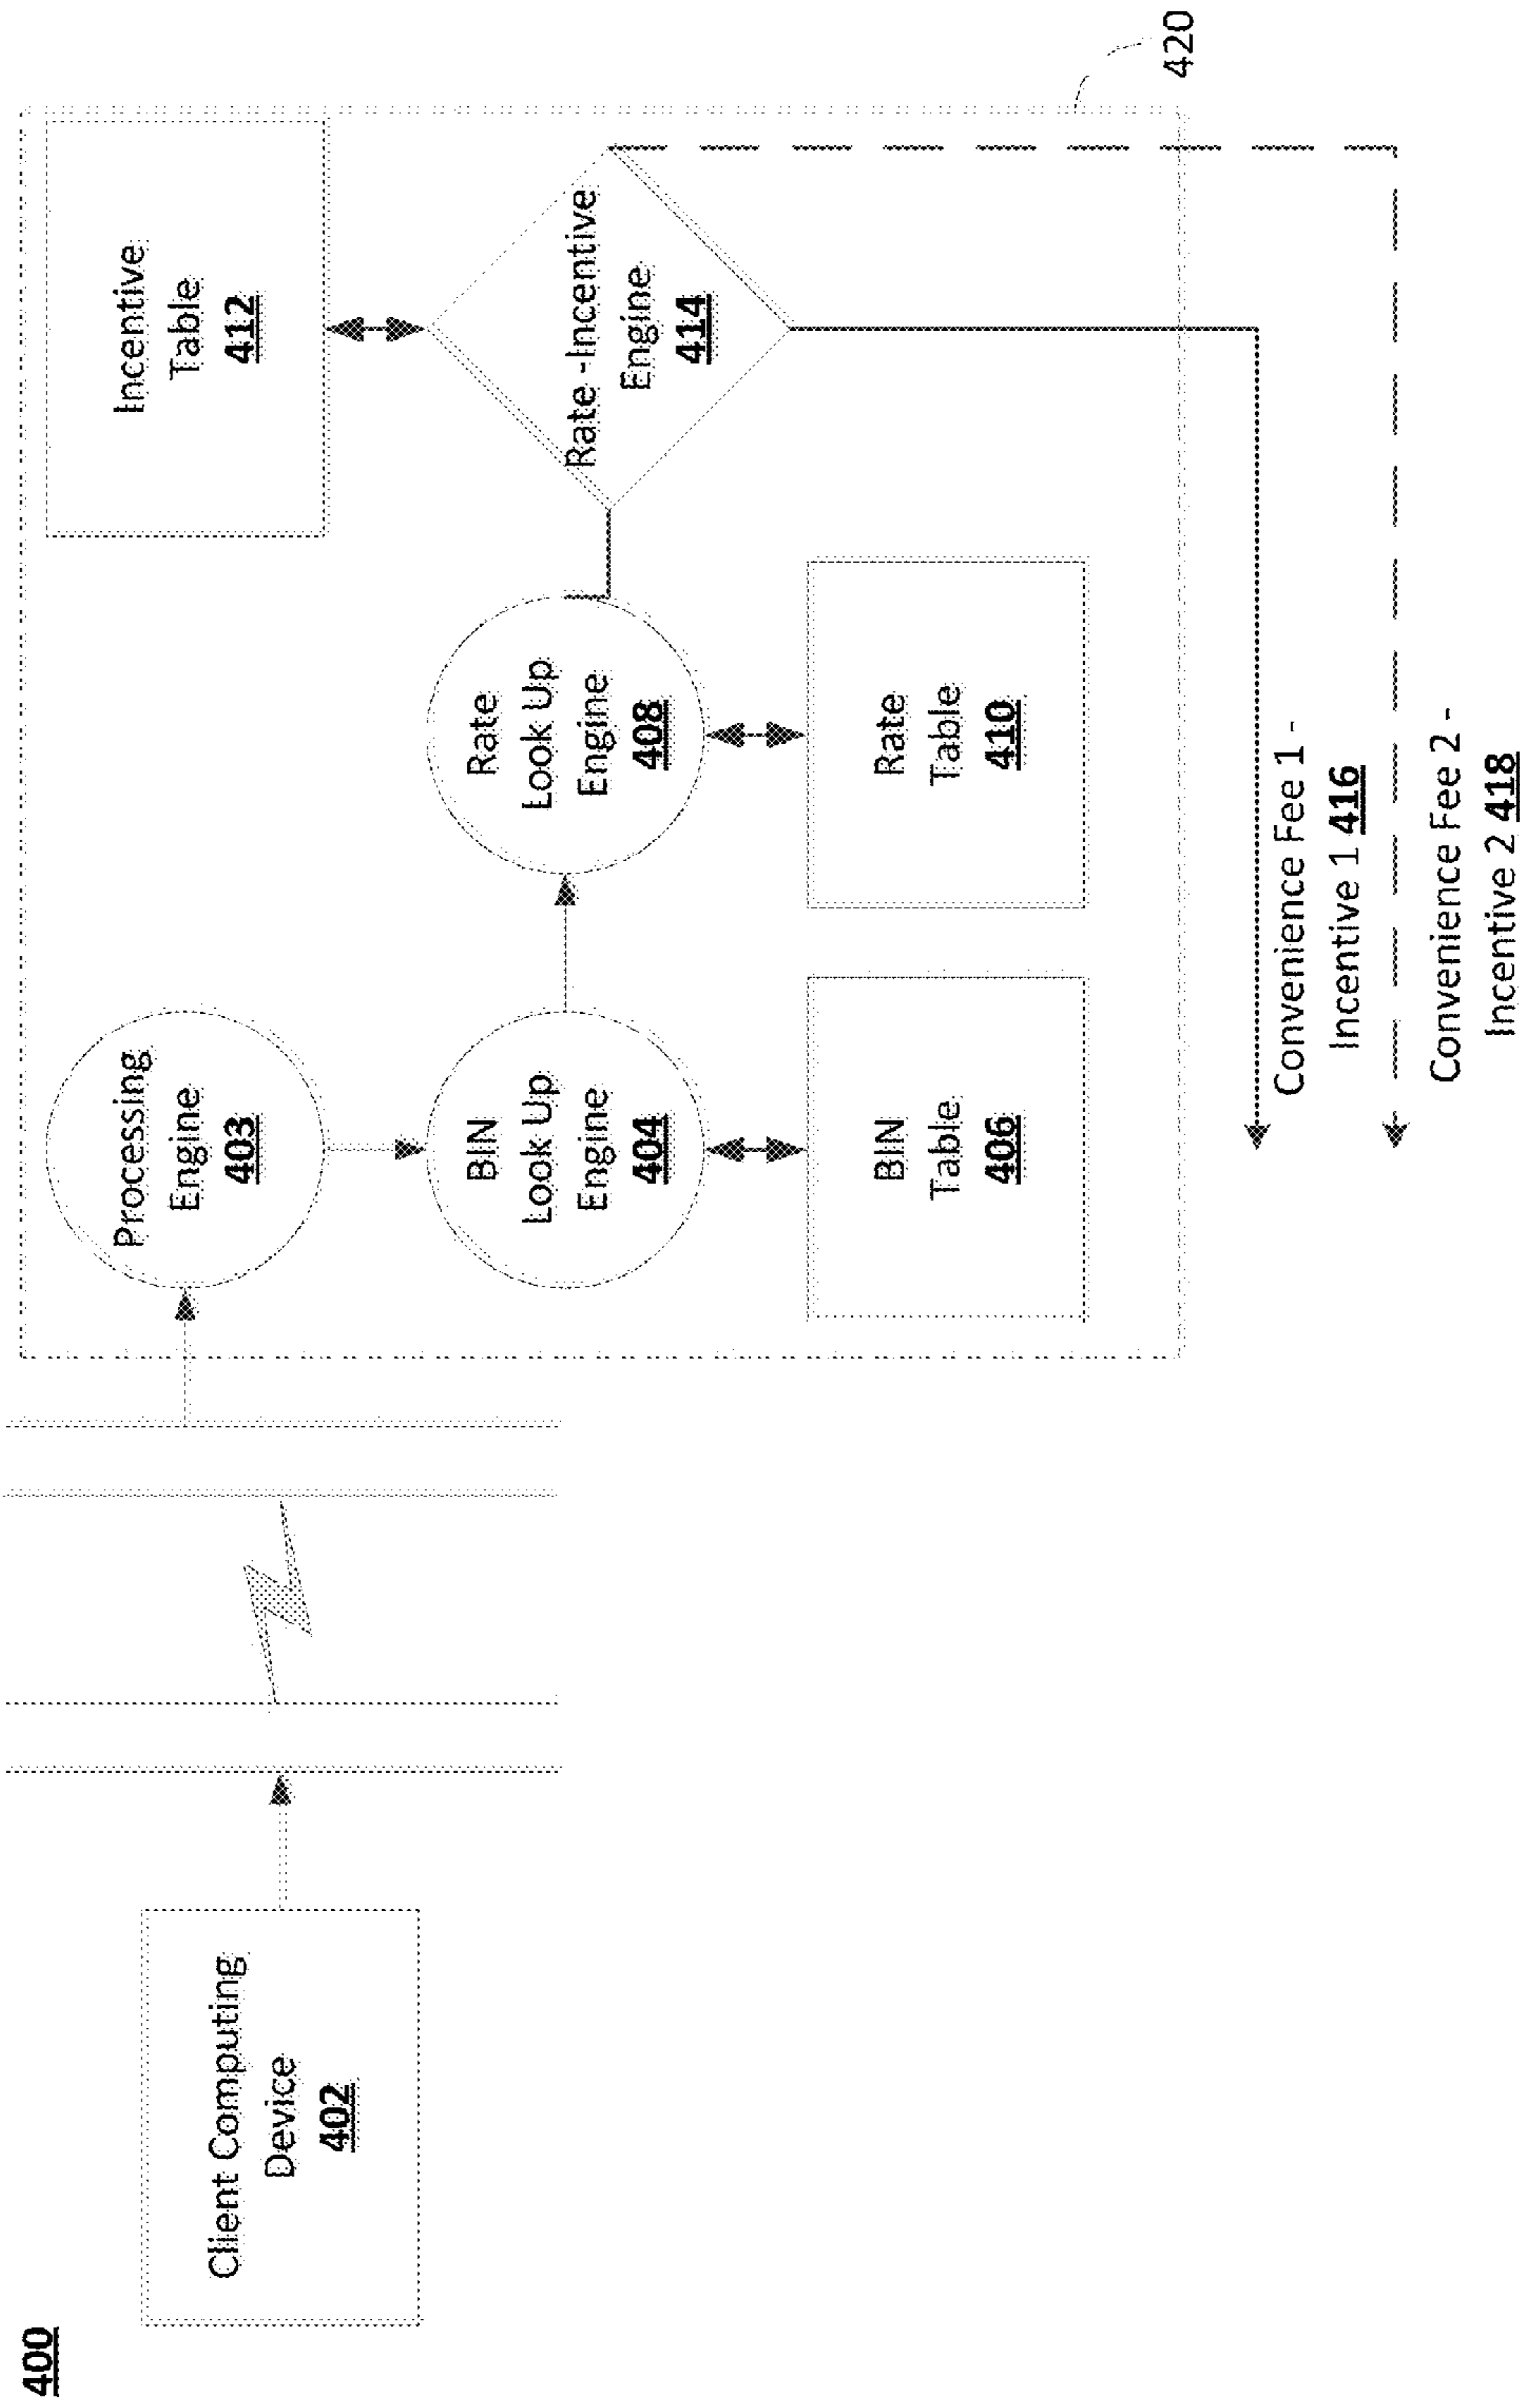 400
Client Computing
Device
402
Processing
Engine
403
BIN
Look Up
Engine
404
BIN
Table
406
Rate
Look Up
Engine
408
Rate
Table
410
Incentive
Table
412
Rate -Incentive
Engine
414
420
Convenience Fee 1 -
Incentive 1 416
Convenience Fee 2 -
Incentive 2 418